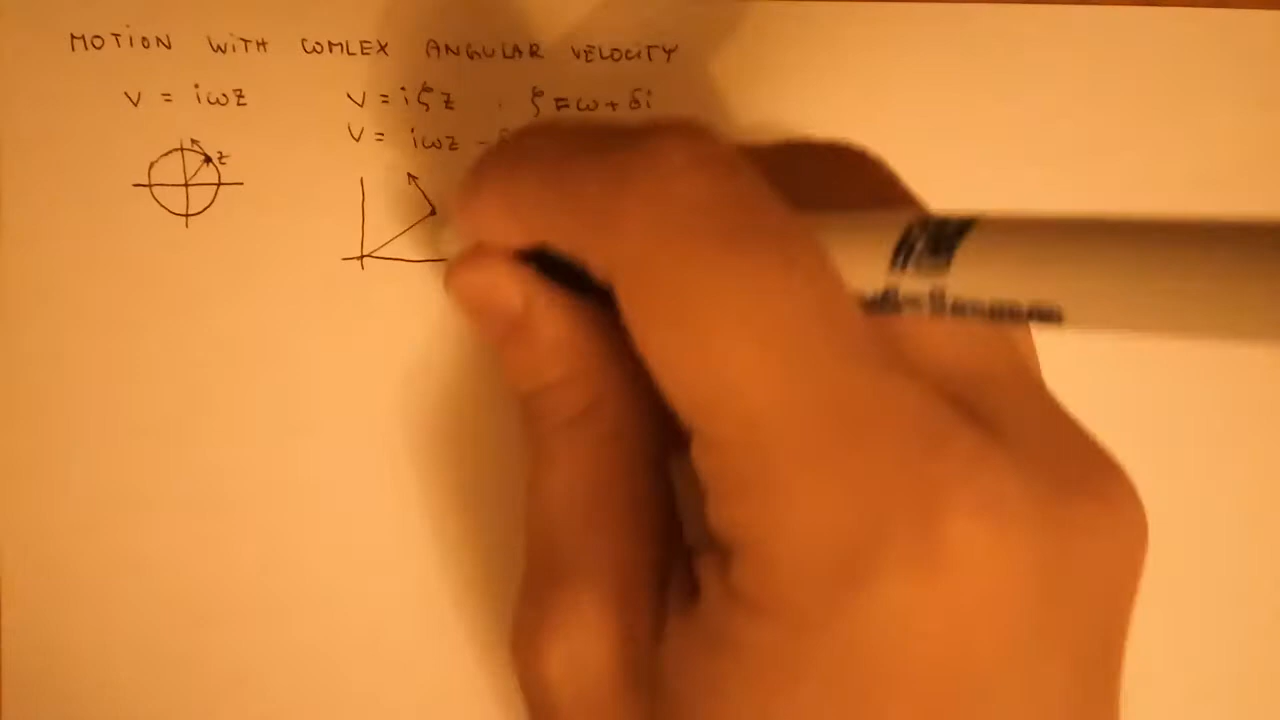 MOTION WITH COMLEX ANGULAR VELOCITY
V = iωz V = iζz , ζ = ω + δi
V = iωz -
z